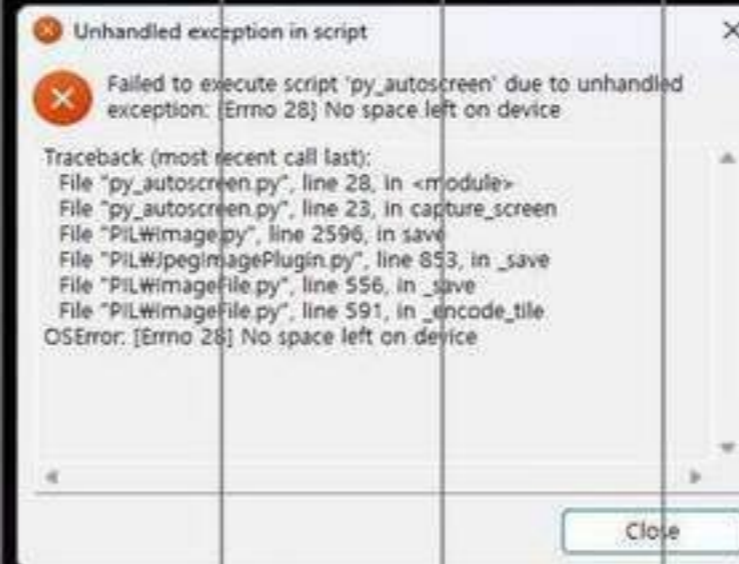 Unhandled exception in script
Failed to execute script 'py_autoscreen' due to unhandled
exception: [Errno 28] No space left on device
Traceback (most recent call last):
File "py_autoscreen.py", line 28, in <module>
File "py_autoscreen.py", line 23, in capture_screen
File "PIL₩Image.py", line 2596, in save
File "PIL₩JpegImagePlugin.py", line 853, in _save
File "PIL₩ImageFile.py", line 556, in _save
File "PIL₩ImageFile.py", line 591, in _encode_tile
OSError: [Errno 28] No space left on device
Close